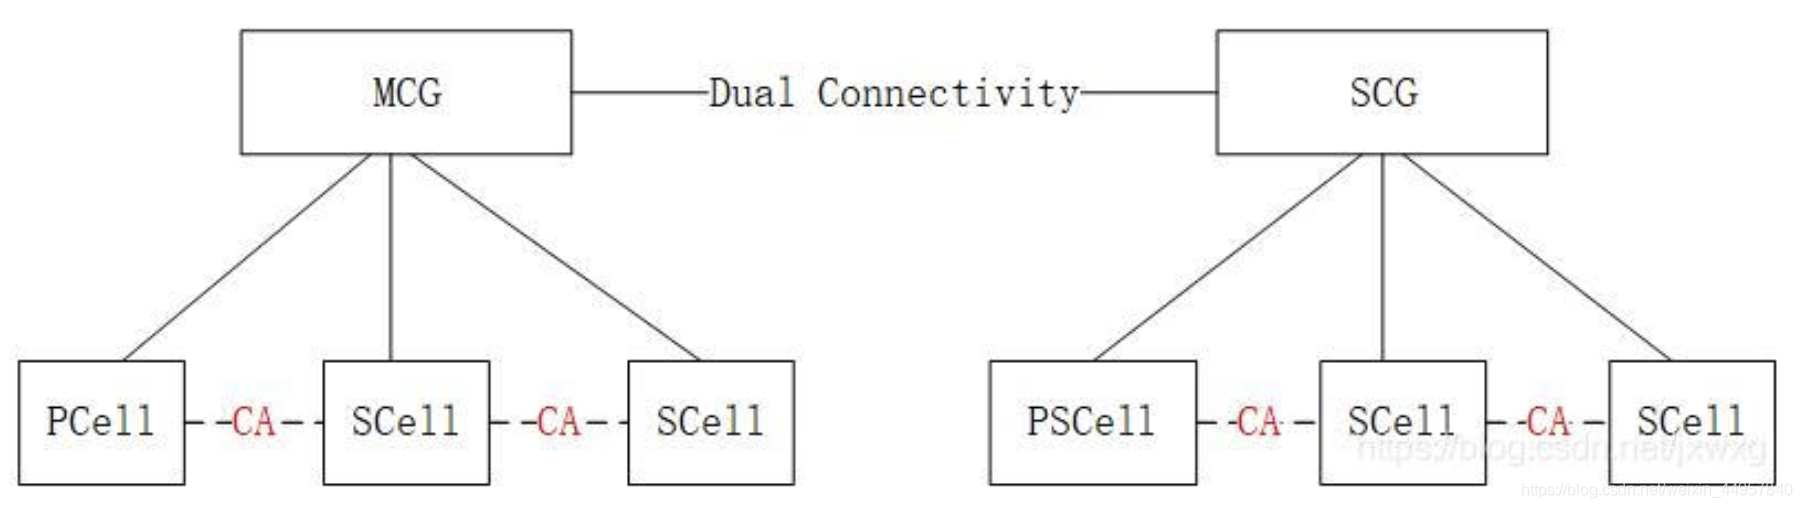 MCG
Dual Connectivity
SCG
PCell
CA
SCell
CA
SCell
PSCell
CA
SCell
CA
SCell
https://blog.csdn.net/jxwxg
https://blog.csdn.net/weixin_44957840